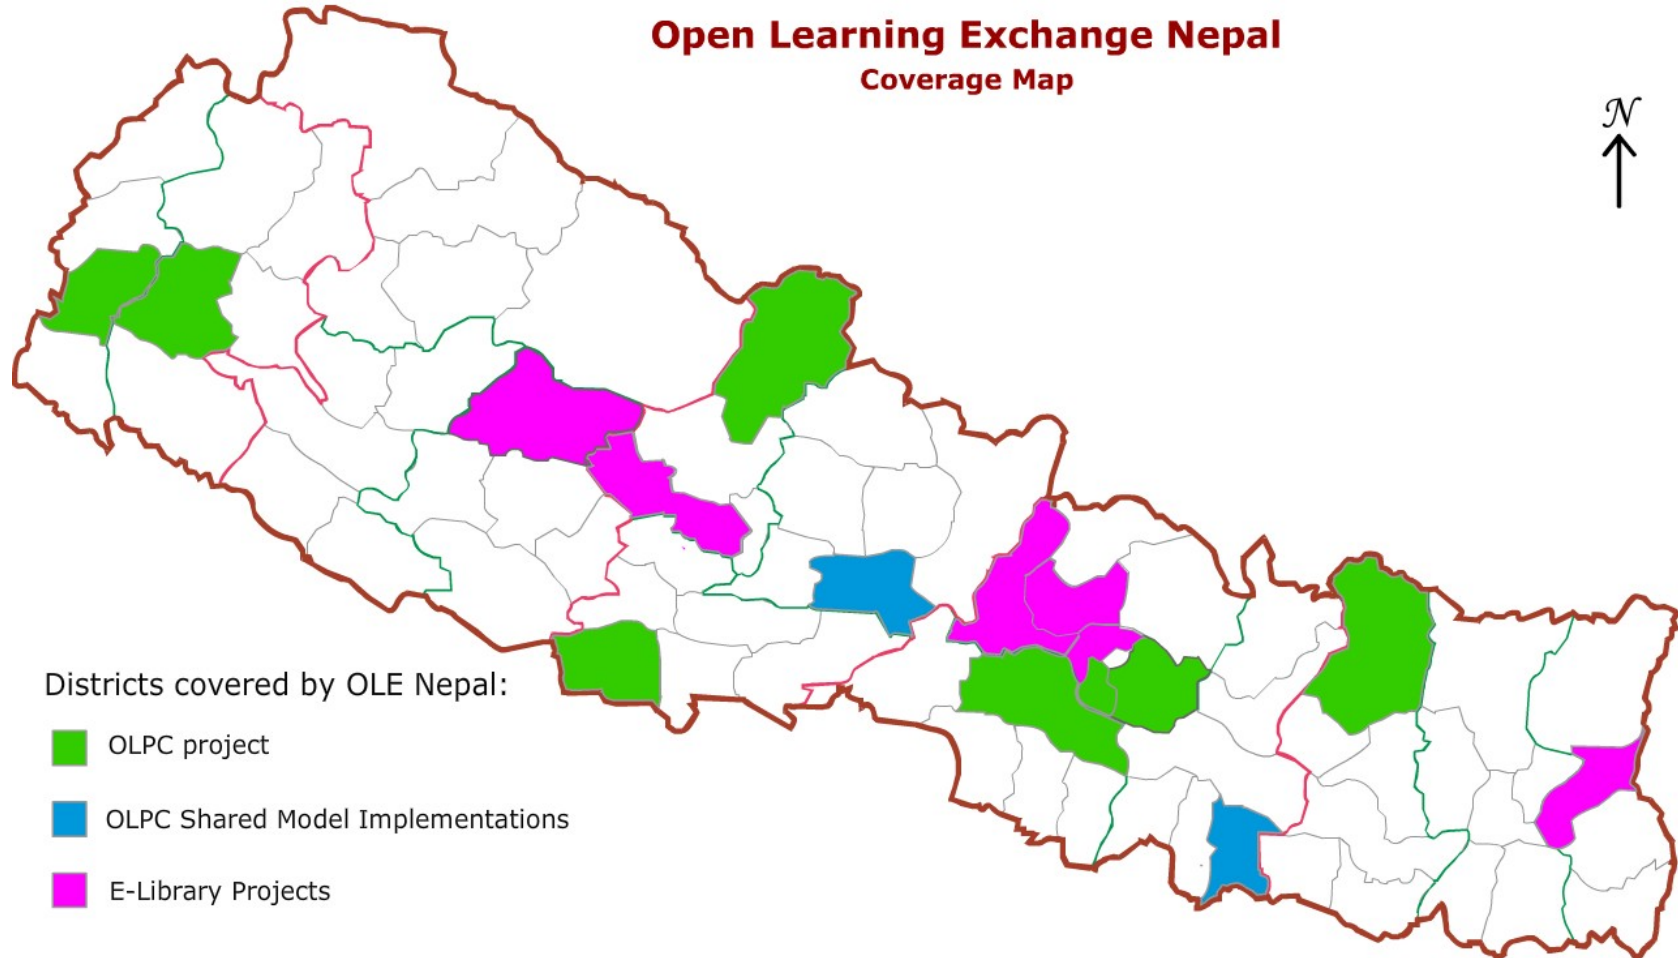 Open Learning Exchange Nepal
Coverage Map
N
Districts covered by OLE Nepal:
OLPC project
OLPC Shared Model Implementations
E-Library Projects